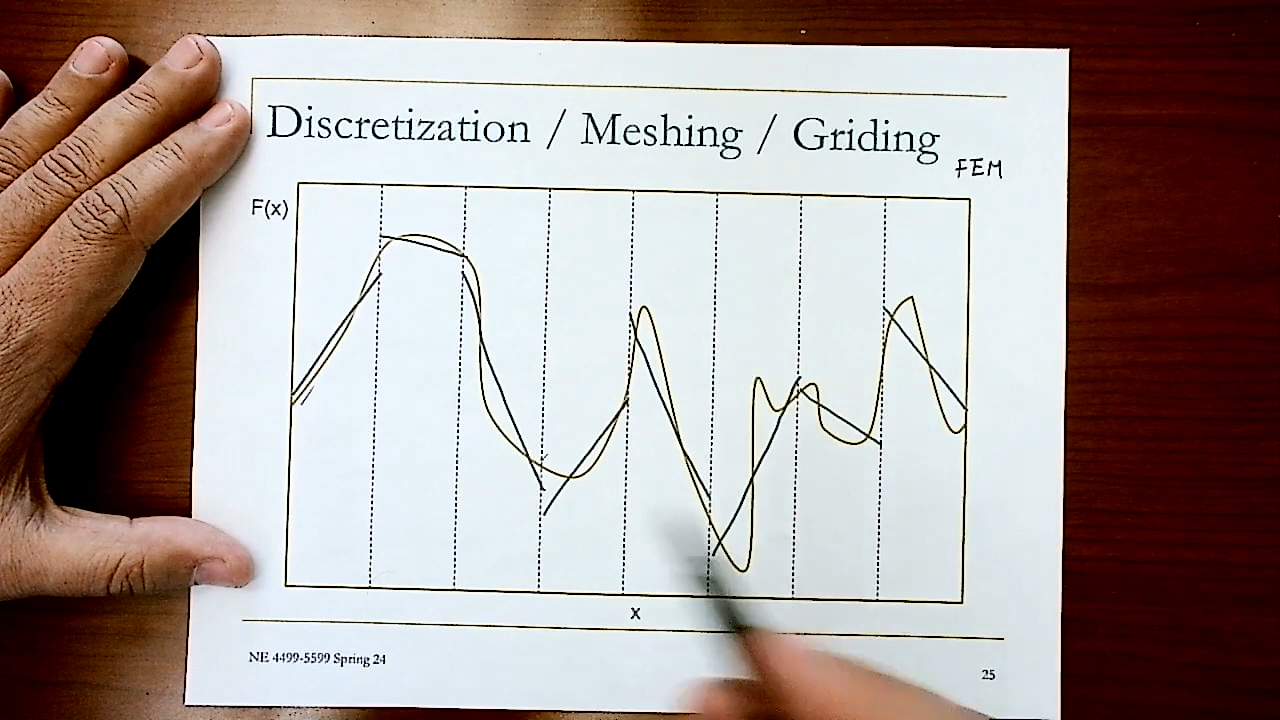 Discretization / Meshing / Griding
FEM
F(x)
x
NE 4499-5599 Spring 24
25